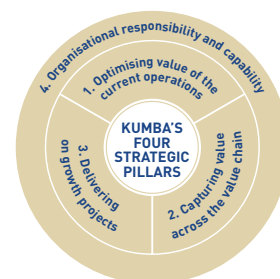 4. Organisational responsibility and capability
1. Optimising value of the
current operations
KUMBA'S
FOUR
STRATEGIC
PILLARS
3. Delivering
on growth projects
2. Capturing value
across the value chain